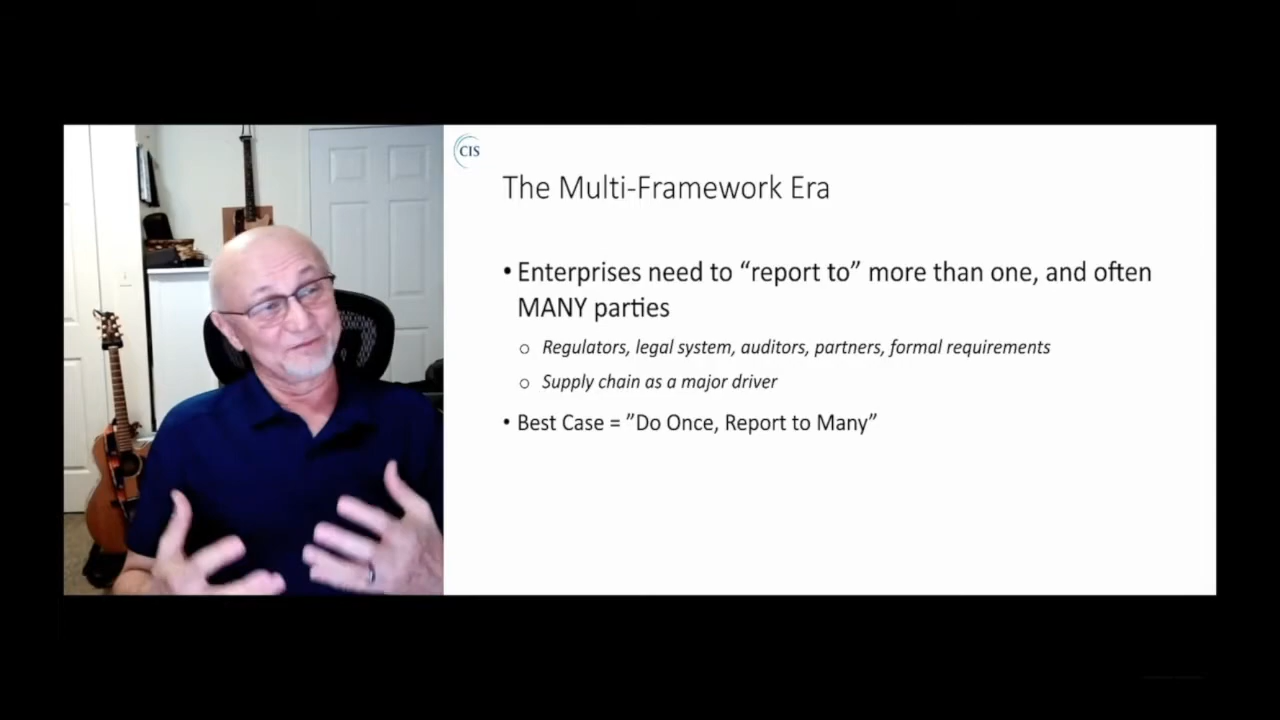 CIS
The Multi-Framework Era
• Enterprises need to “report to” more than one, and often
MANY parties
○ Regulators, legal system, auditors, partners, formal requirements
○ Supply chain as a major driver
• Best Case = ”Do Once, Report to Many”